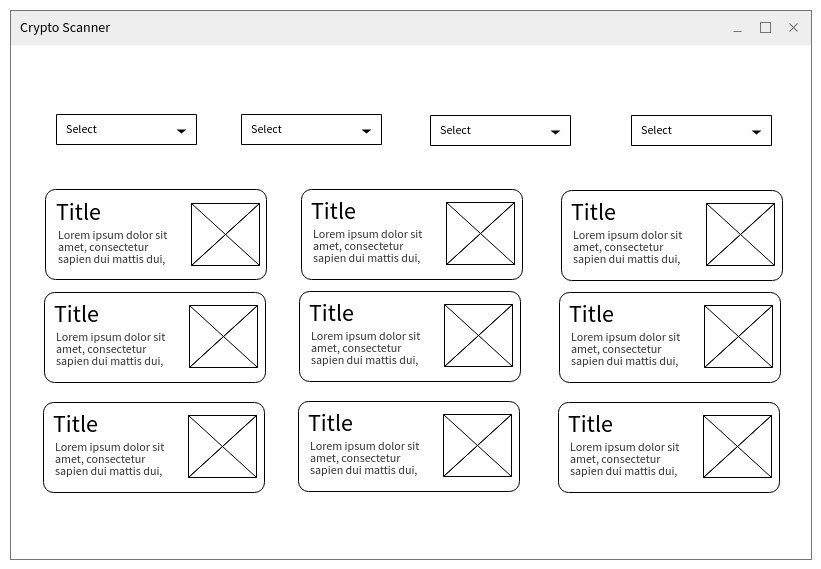 Crypto Scanner
Select
Select
Select
Select
Title
Lorem ipsum dolor sit
amet, consectetur
sapien dui mattis dui,
Title
Lorem ipsum dolor sit
amet, consectetur
sapien dui mattis dui,
Title
Lorem ipsum dolor sit
amet, consectetur
sapien dui mattis dui,
Title
Lorem ipsum dolor sit
amet, consectetur
sapien dui mattis dui,
Title
Lorem ipsum dolor sit
amet, consectetur
sapien dui mattis dui,
Title
Lorem ipsum dolor sit
amet, consectetur
sapien dui mattis dui,
Title
Lorem ipsum dolor sit
amet, consectetur
sapien dui mattis dui,
Title
Lorem ipsum dolor sit
amet, consectetur
sapien dui mattis dui,
Title
Lorem ipsum dolor sit
amet, consectetur
sapien dui mattis dui,